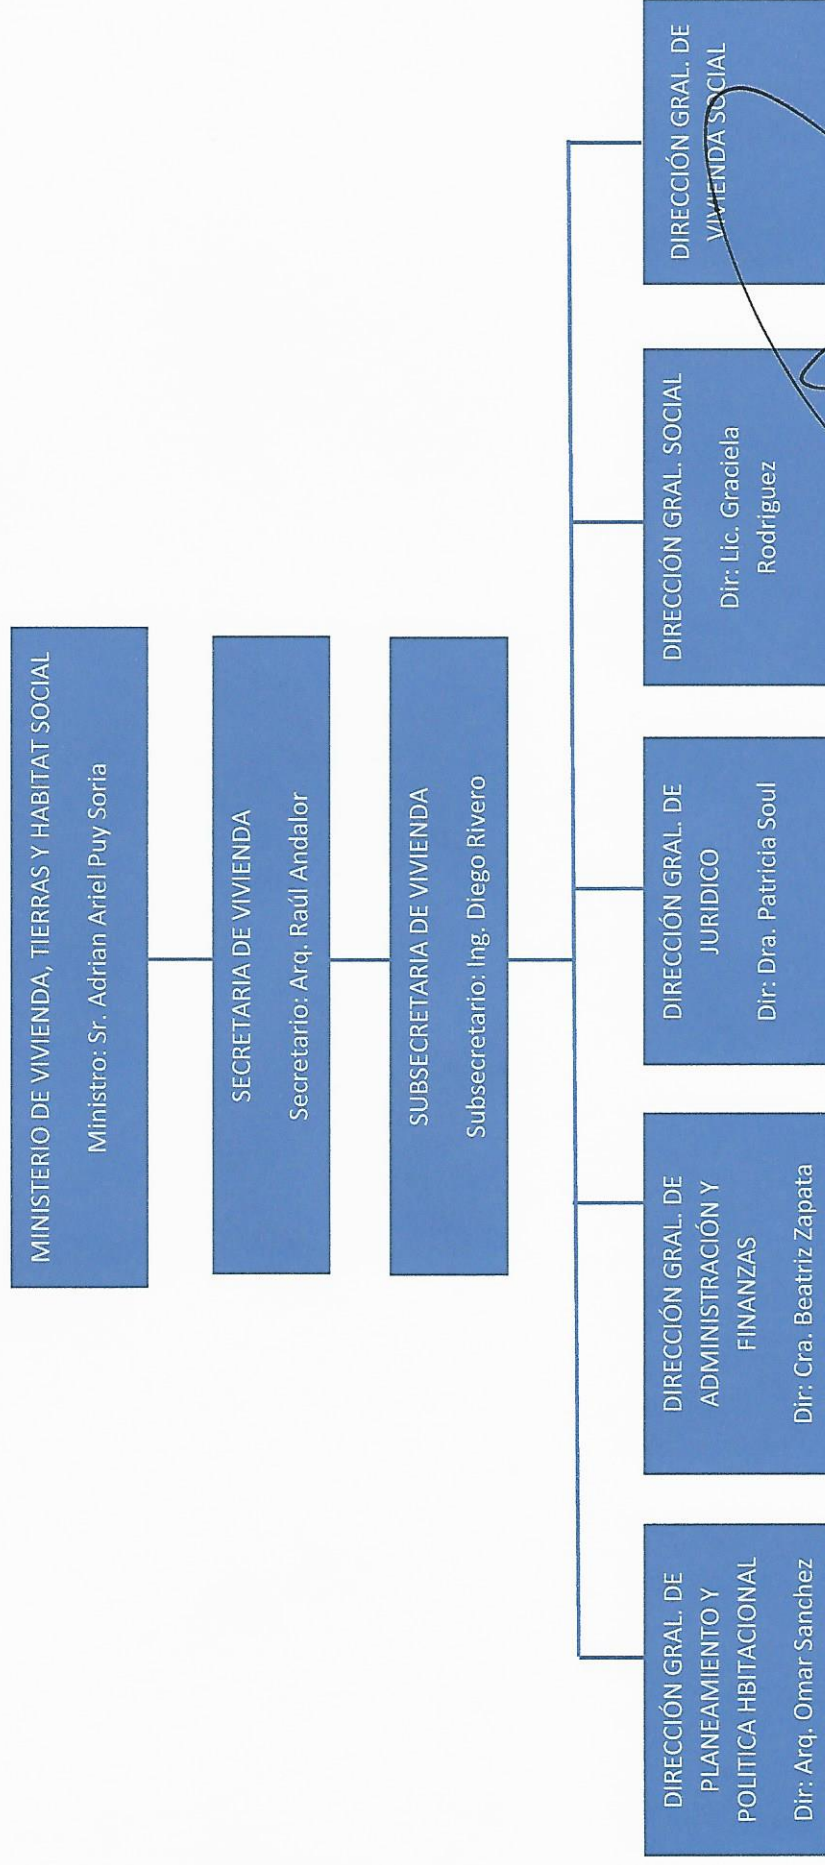 MINISTERIO DE VIVIENDA, TIERRAS Y HABITAT SOCIAL
Ministro: Sr. Adrian Ariel Puy Soria
SECRETARIA DE VIVIENDA
Secretario: Arq. Raúl Andalor
SUBSECRETARIA DE VIVIENDA
Subsecretario: Ing. Diego Rivero
DIRECCIÓN GRAL. DE
PLANEAMIENTO Y
POLITICA HBITACIONAL
Dir: Arq. Omar Sanchez
DIRECCIÓN GRAL. DE
ADMINISTRACIÓN Y
FINANZAS
Dir: Cra. Beatriz Zapata
DIRECCIÓN GRAL. DE
JURIDICO
Dir: Dra. Patricia Soul
DIRECCIÓN GRAL. SOCIAL
Dir: Lic. Graciela
Rodriguez
DIRECCIÓN GRAL. DE
VIVIENDA SOCIAL